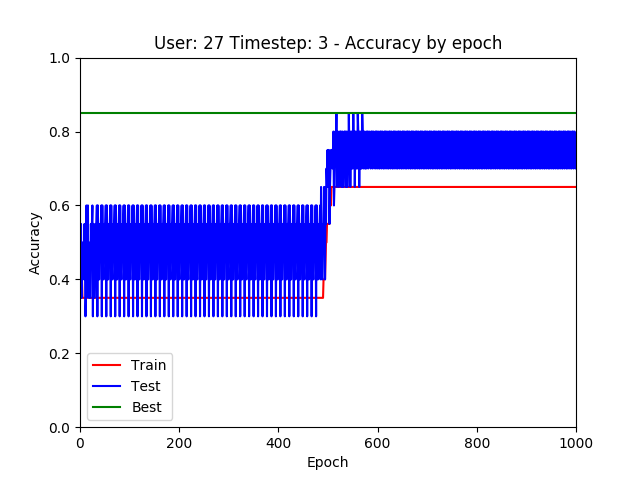 User: 27 Timestep: 3 - Accuracy by epoch
1.0
0.8
0.6
0.4
0.2
0.0
Accuracy
Train
Test
Best
0 200 400 600 800 1000
Epoch